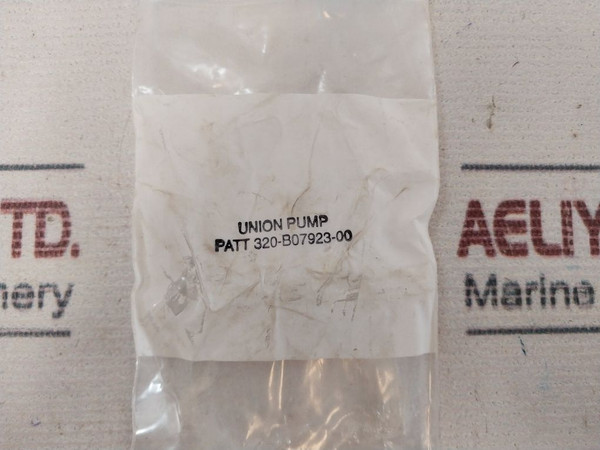 UNION PUMP
PATT 320-B07923-00
TD.
nery
AELIY
Marine